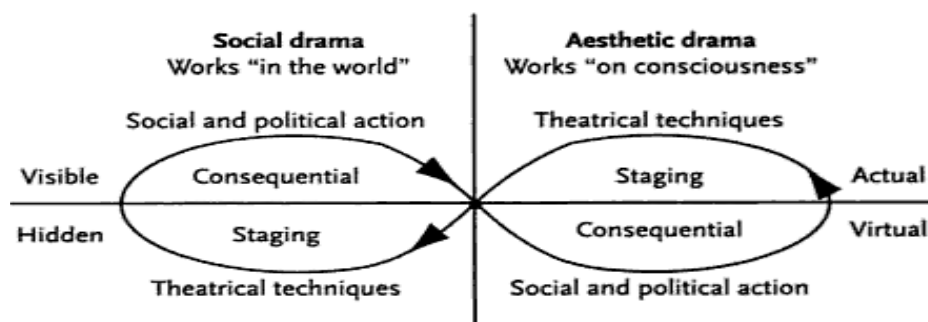 Social drama
Works "in the world"
Aesthetic drama
Works "on consciousness"
Social and political action
Theatrical techniques
Visible
Consequential
Staging
Actual
Hidden
Staging
Consequential
Virtual
Theatrical techniques
Social and political action